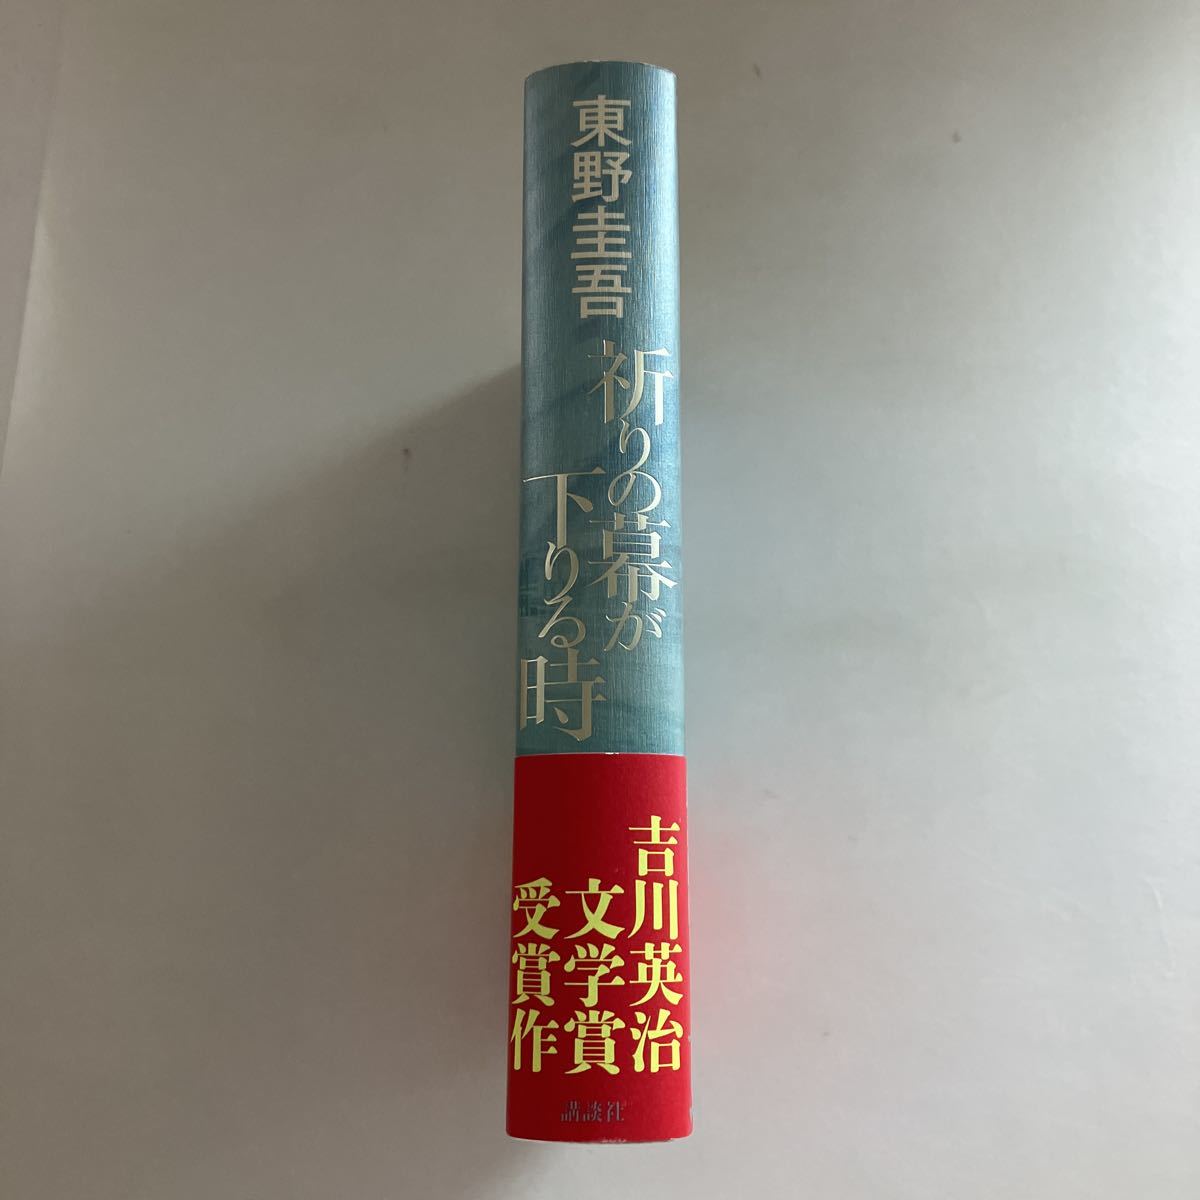 東野圭吾
祈りの幕が
下りる時
吉川英治
文学賞
受賞作
講談社